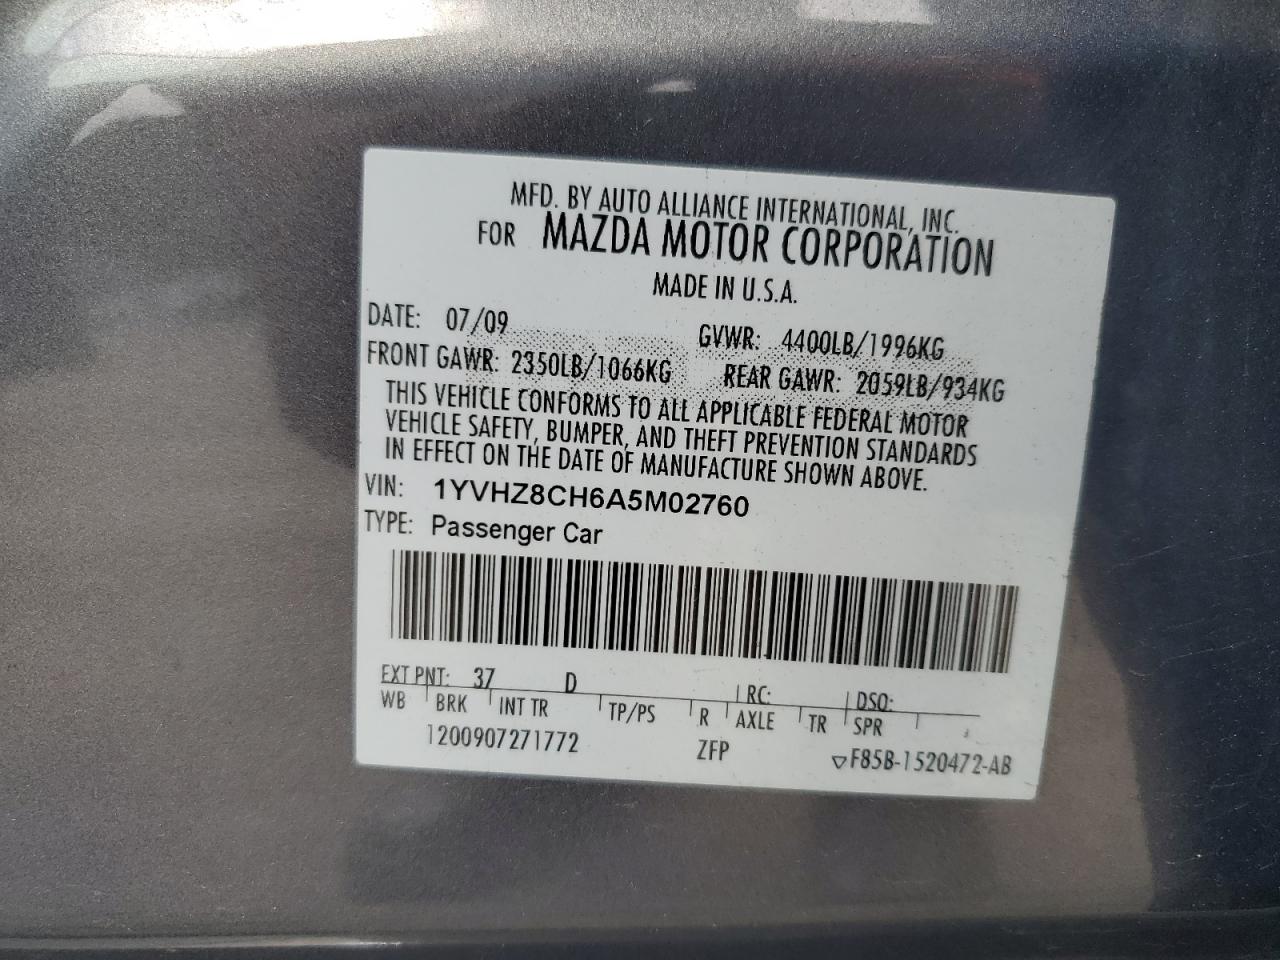 MFD. BY AUTO ALLIANCE INTERNATIONAL, INC.
FOR MAZDA MOTOR CORPORATION
MADE IN U.S.A.
DATE: 07/09 GVWR: 4400LB/1996KG
FRONT GAWR: 2350LB/1066KG REAR GAWR: 2059LB/934KG
THIS VEHICLE CONFORMS TO ALL APPLICABLE FEDERAL MOTOR
VEHICLE SAFETY, BUMPER, AND THEFT PREVENTION STANDARDS
IN EFFECT ON THE DATE OF MANUFACTURE SHOWN ABOVE.
VIN: 1YVHZ8CH6A5M02760
TYPE: Passenger Car
EXT PNT: 37 D RC: DSO:
WB BRK INT TR TP/PS R AXLE TR SPR
1200907271772 ZFP ▽F85B-1520472-AB